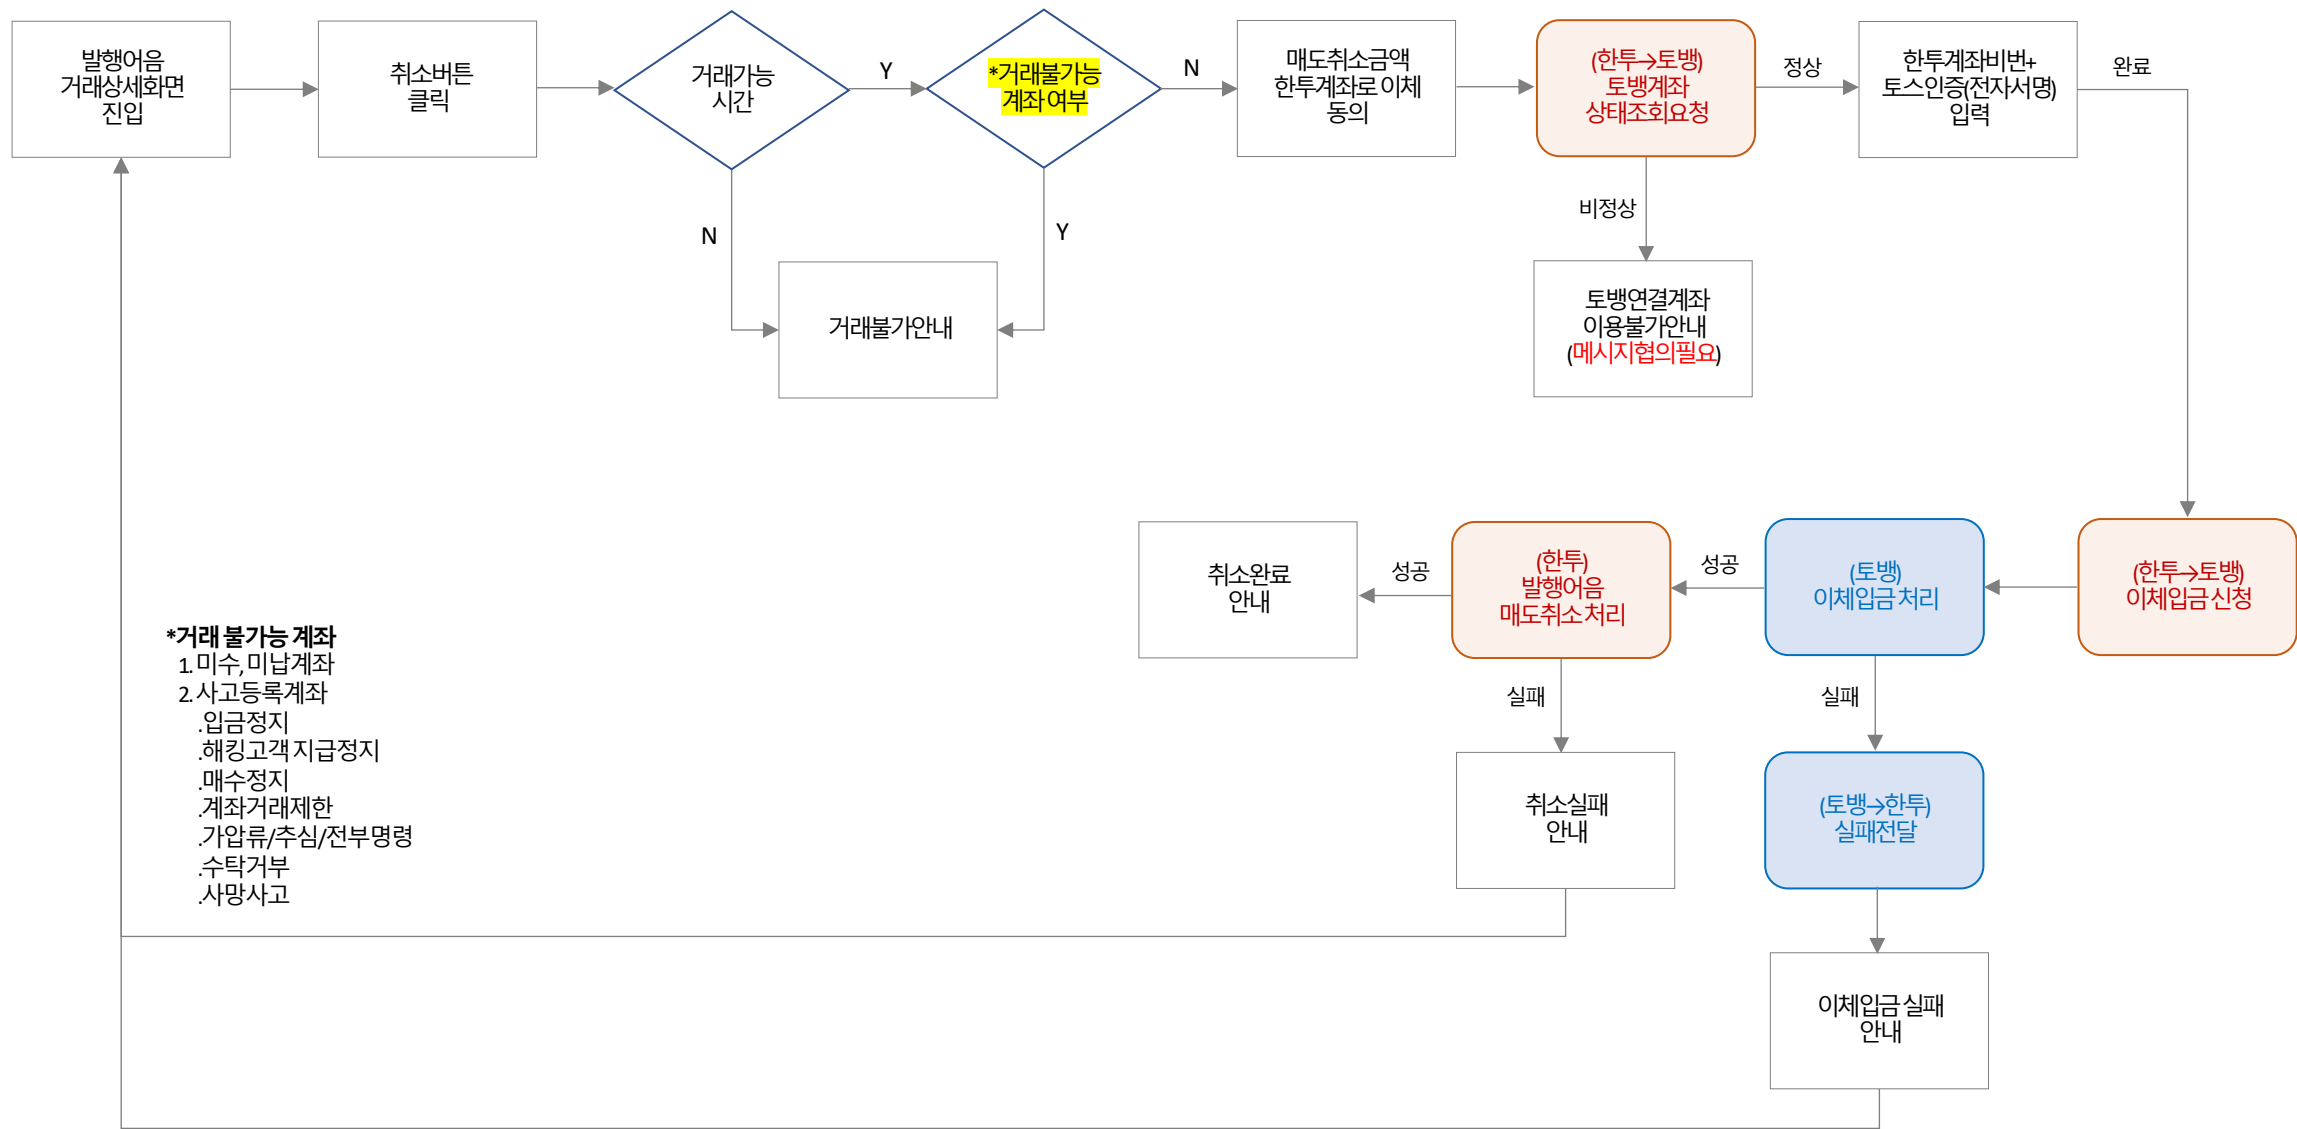 발행어음
거래상세화면
진입
취소버튼
클릭
거래가능
시간
Y
*거래불가능
계좌 여부
N
매도취소금액
한투계좌로 이체
동의
(한투→토뱅)
토뱅계좌
상태조회요청
정상
한투계좌비번+
토스인증(전자서명)
입력
완료
N
Y
비정상
거래불가안내
토뱅연결계좌
이용불가안내
(메시지협의필요)
취소완료
안내
성공
(한투)
발행어음
매도취소 처리
성공
(토뱅)
이체입금 처리
(한투→토뱅)
이체입금 신청
실패
실패
*거래 불가능 계좌
1. 미수, 미납계좌
2. 사고등록계좌
.입금정지
.해킹고객 지급정지
.매수정지
.계좌거래제한
.가압류/추심/전부명령
.수탁거부
.사망사고
취소실패
안내
(토뱅→한투)
실패전달
이체입금 실패
안내